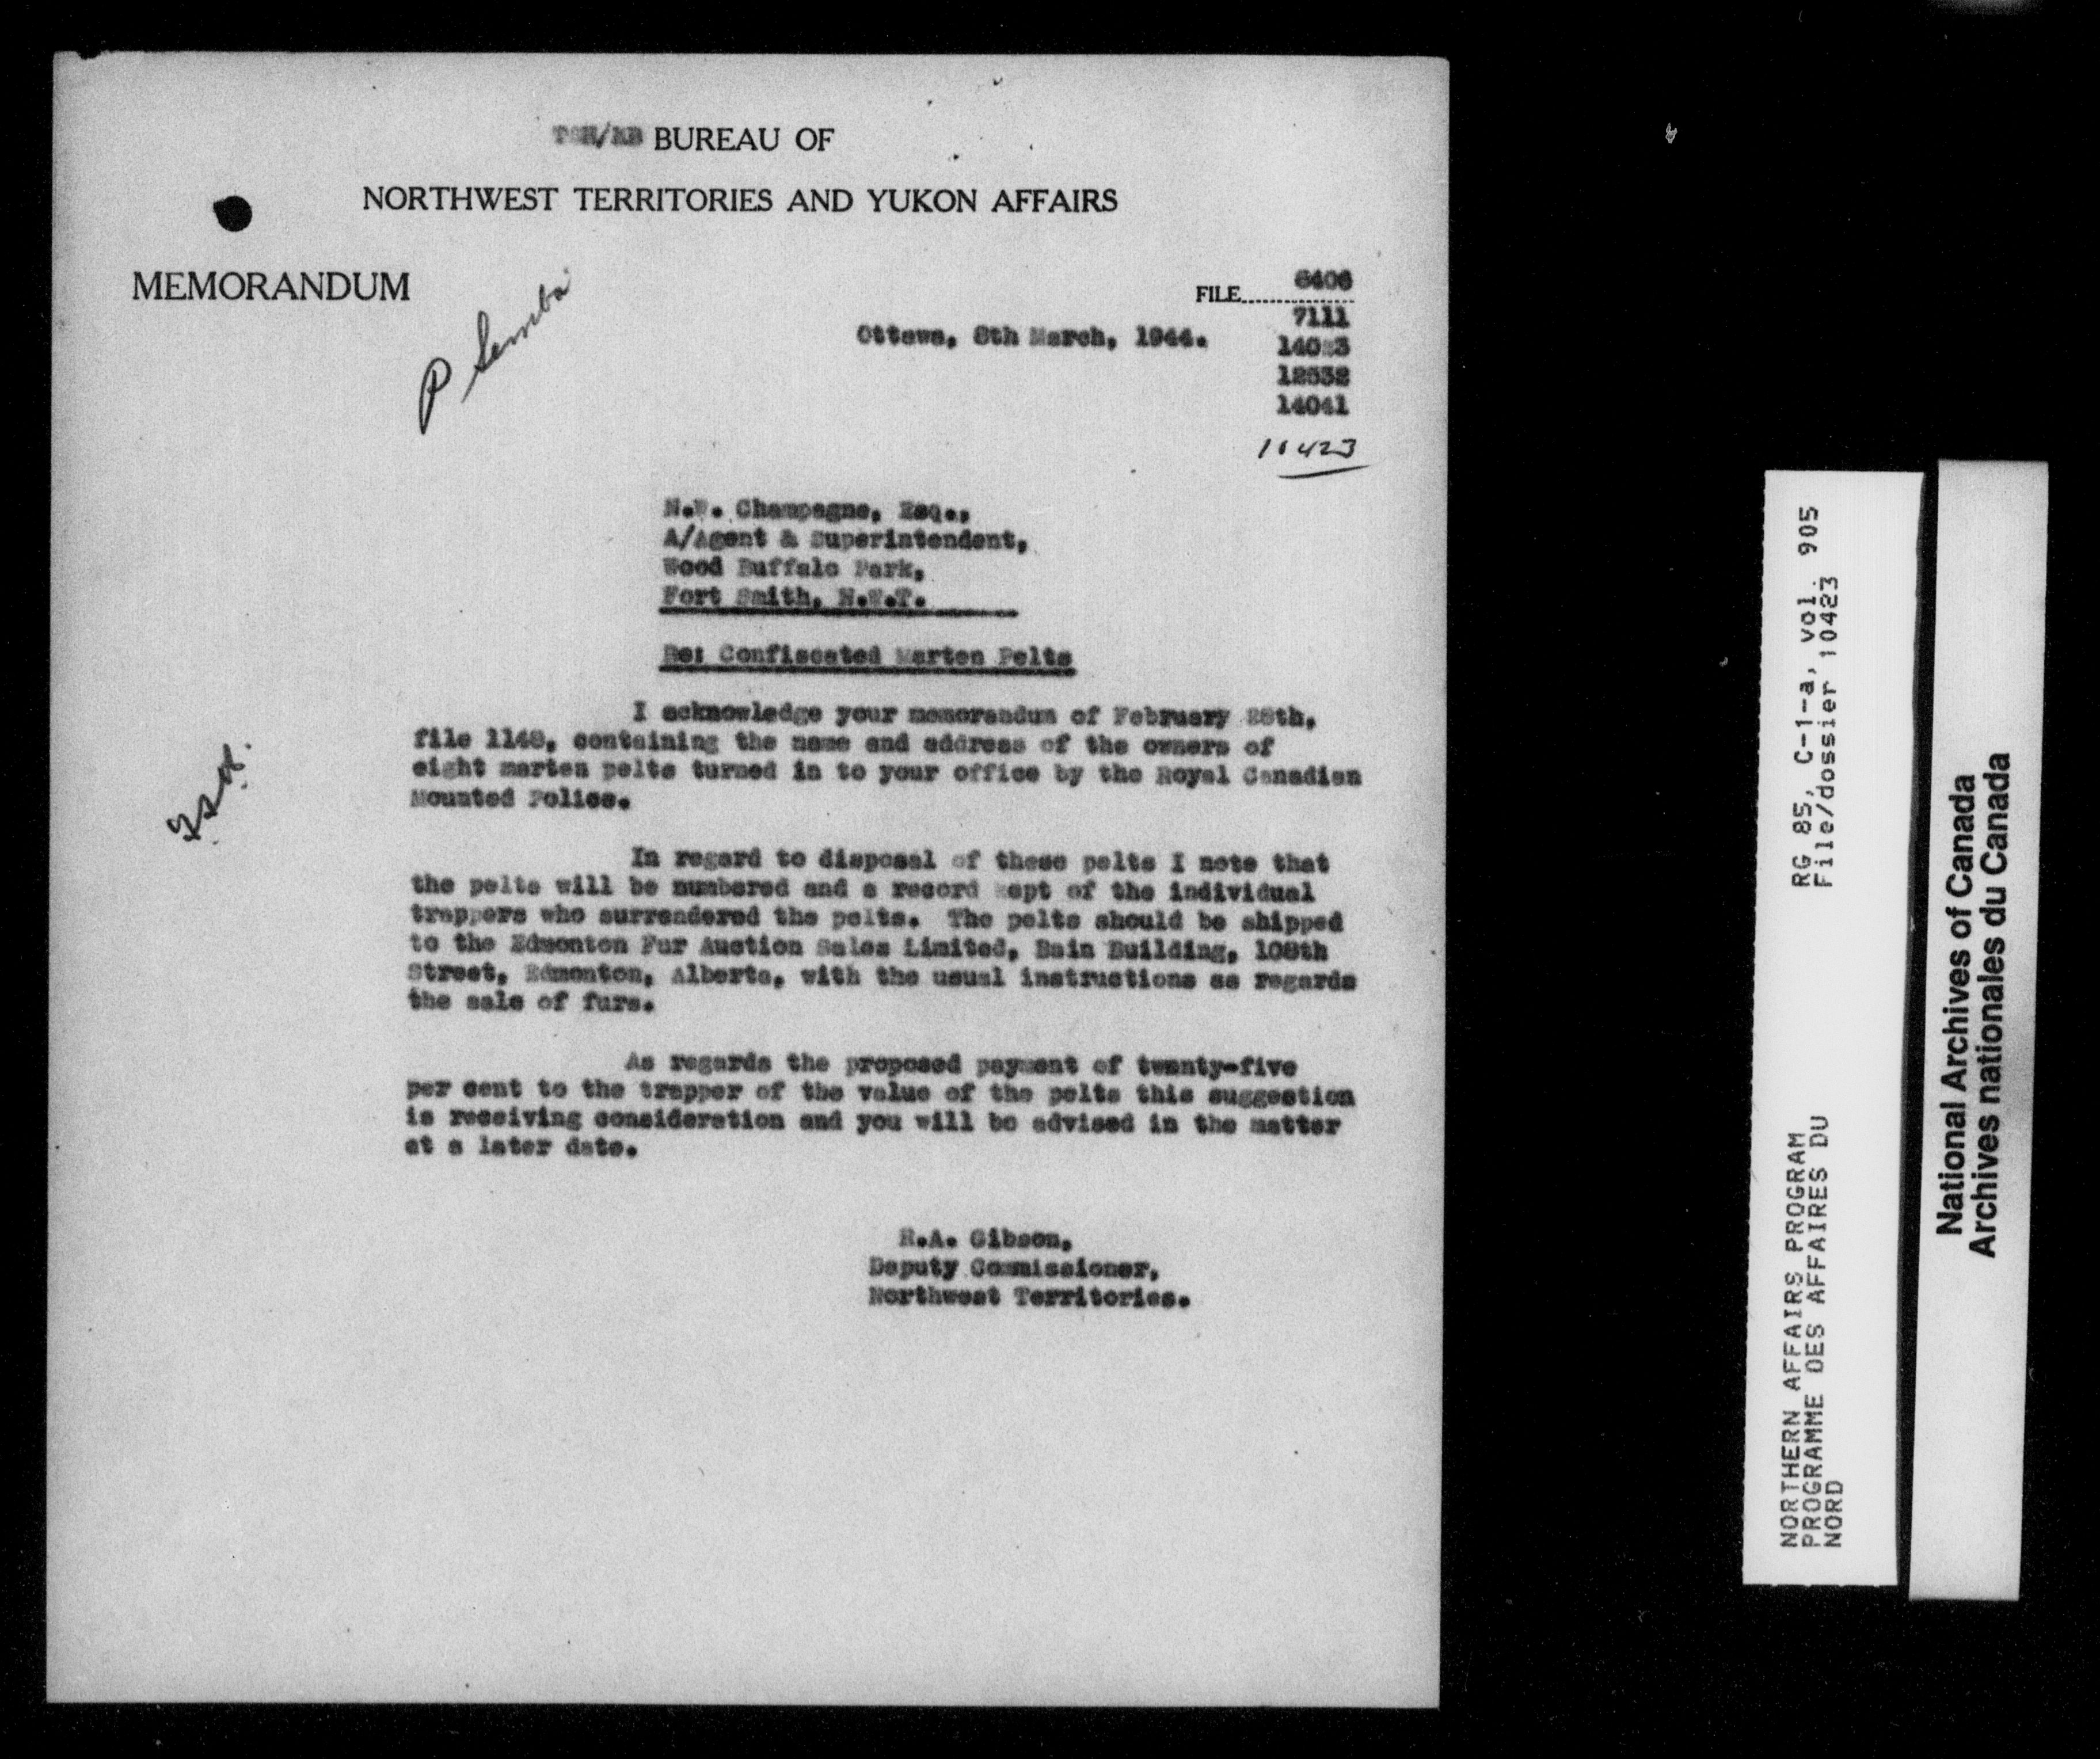 BUREAU OF
NORTHWEST TERRITORIES AND YUKON AFFAIRS
MEMORANDUM
FILE 6406
7111
Ottawa, 8th March, 1944.
12532
14041
10423
Champagne, Esq.,
A/Agent & Superintendent,
Wood Buffalo Park,
Fort Smith, N.W.T.
Re: Confiscated Marten Pelts
I acknowledge your memorandum of February 28th,
file 1148, containing the name and address of the owners of
eight marten pelts turned in to your office by the Royal Canadian
Mounted Police.
In regard to disposal of these pelts I note that
the pelts will be numbered and a record kept of the individual
trappers who surrendered the pelts. The pelts should be shipped
to the Edmonton Fur Auction Sales Limited, Bain Building, 108th
Street, Edmonton, Alberta, with the usual instructions as regards
the sale of furs.
As regards the proposed payment of twenty-five
per cent to the trapper of the value of the pelts this suggestion
is receiving consideration and you will be advised in the matter
at a later date.
R.A. Gibson,
Deputy Commissioner,
Northwest Territories.
RG 85, C-1-a, vol. 905
File/dossier 10423
NORTHERN AFFAIRS PROGRAM
PROGRAMME DES AFFAIRES DU
NORD
National Archives of Canada
Archives nationales du Canada